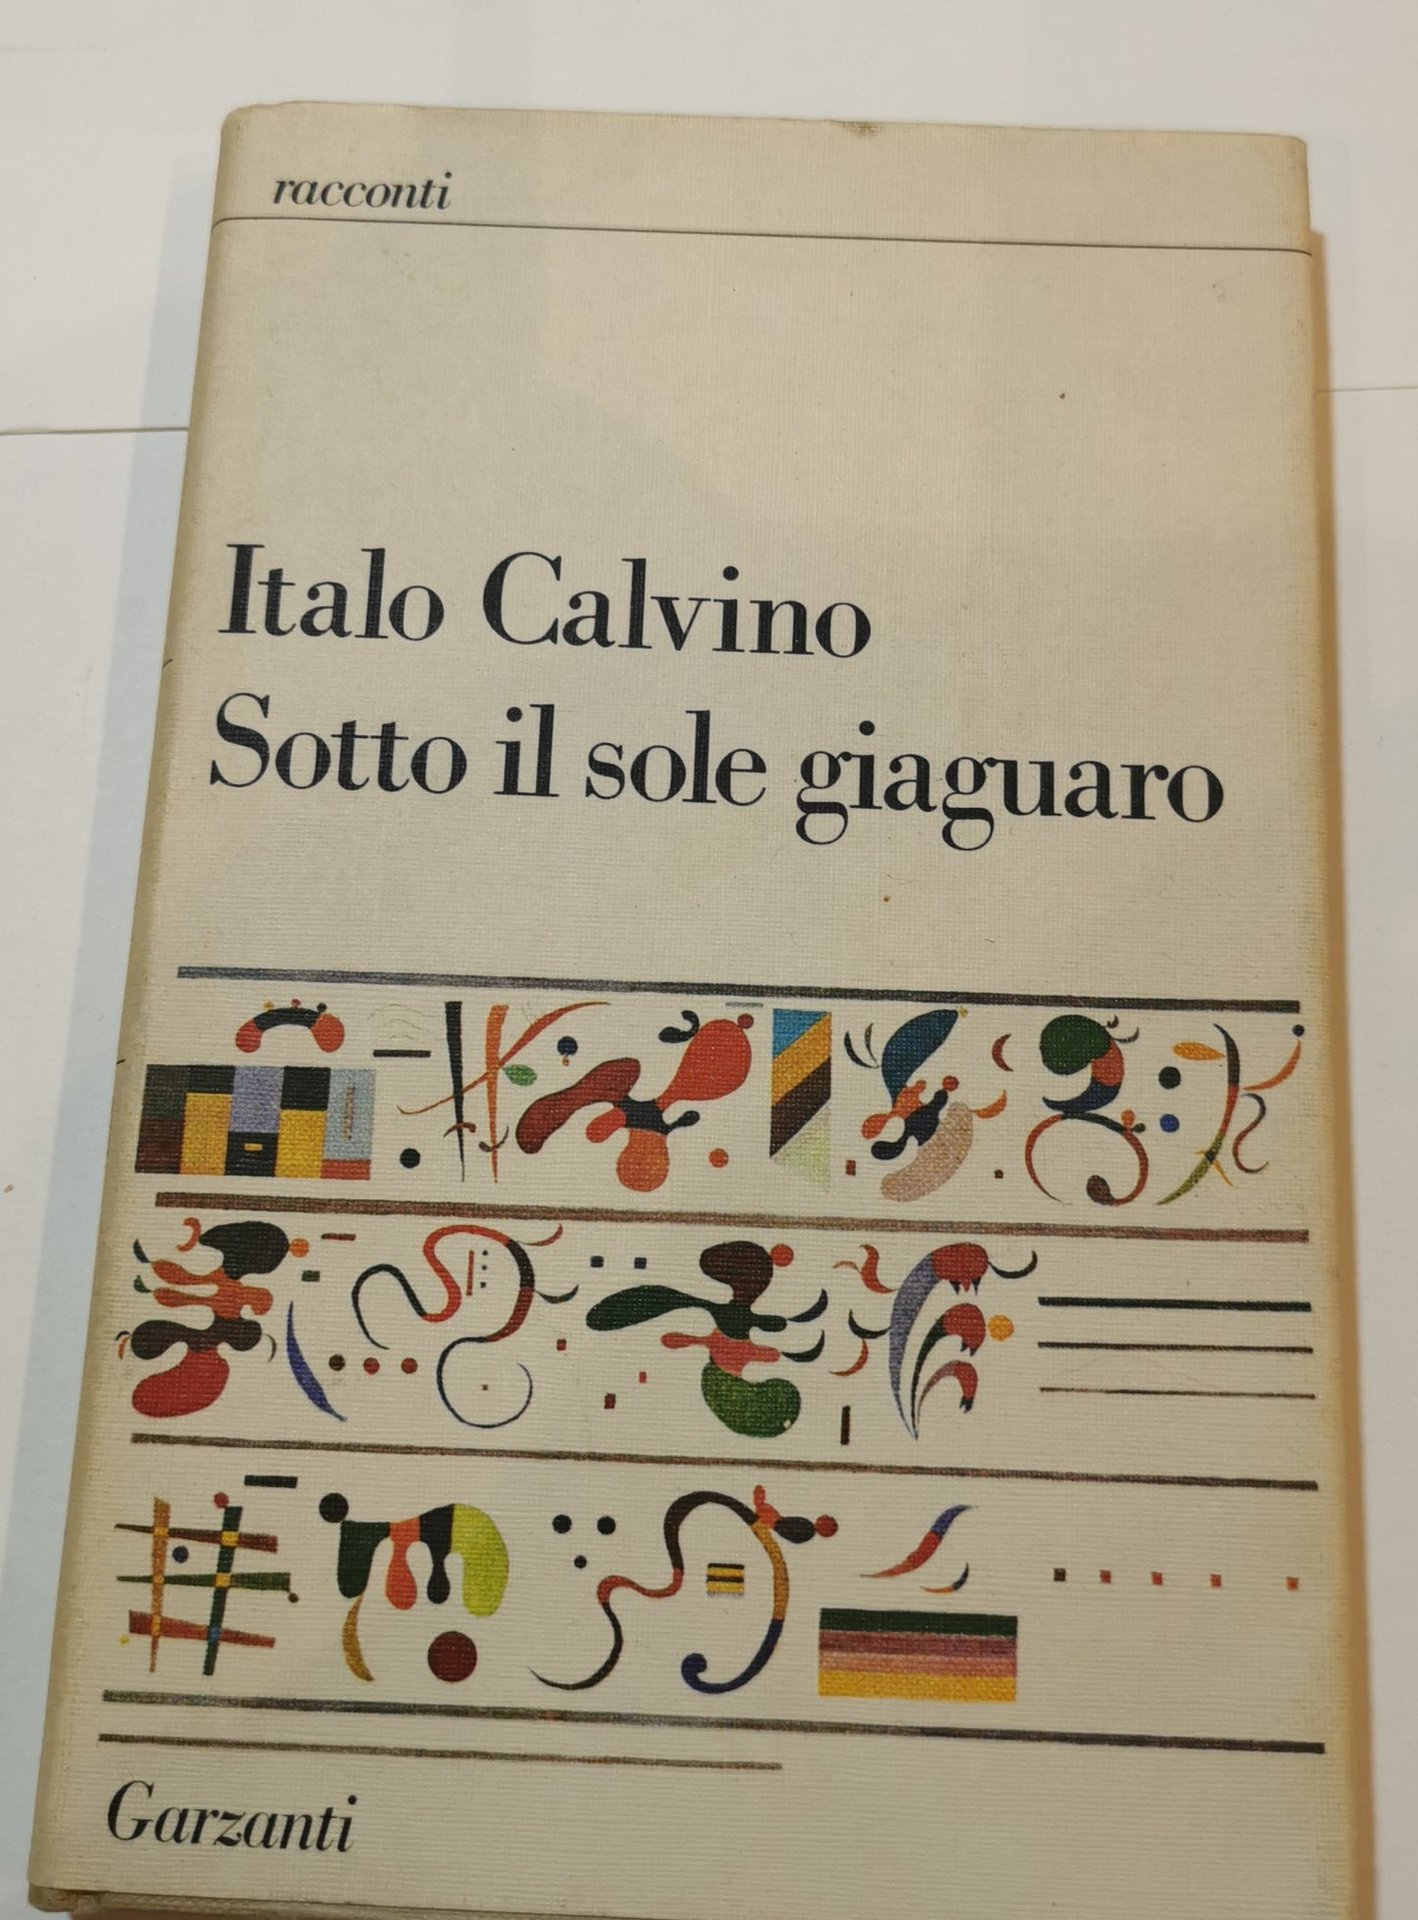 racconti
Italo Calvino
Sotto il sole giaguaro
Garzanti